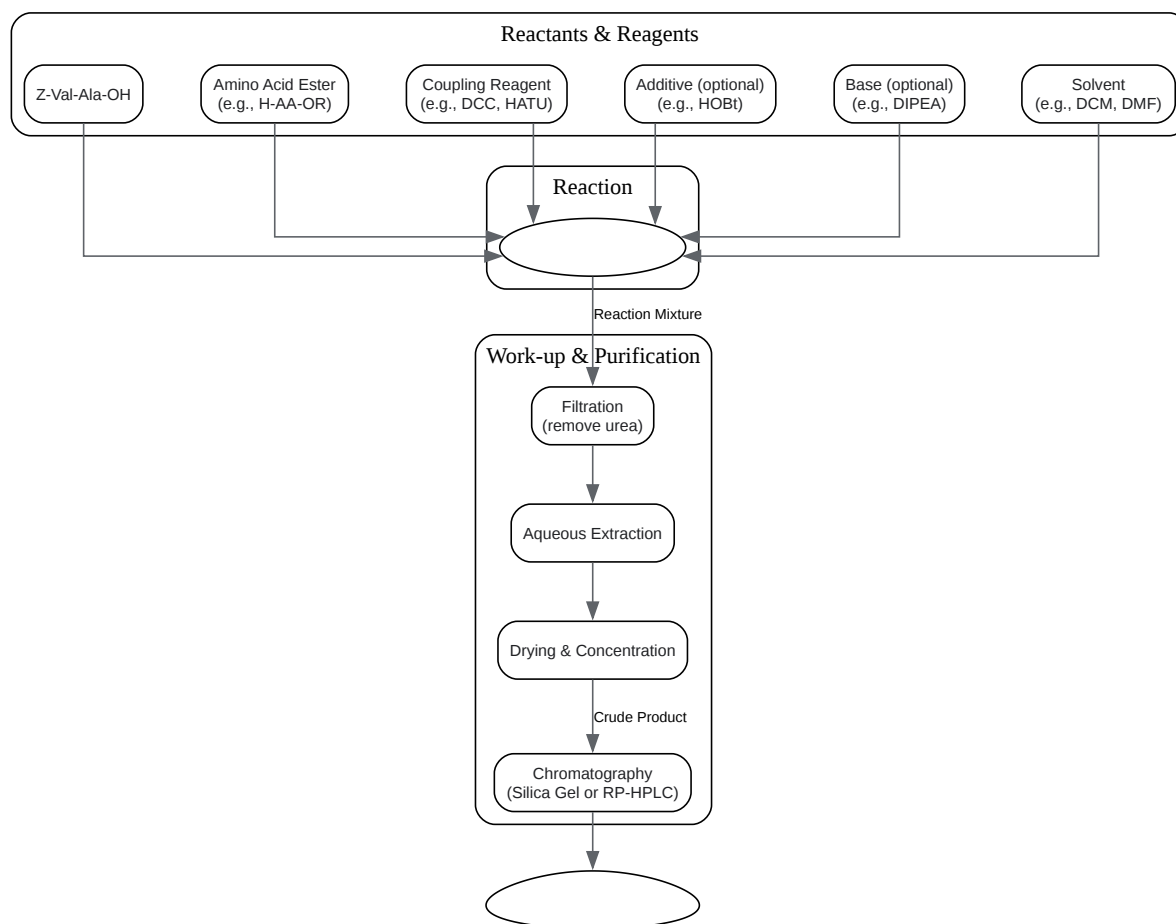 Reactants & Reagents
Z-Val-Ala-OH
Amino Acid Ester
(e.g., H-AA-OR)
Coupling Reagent
(e.g., DCC, HATU)
Additive (optional)
(e.g., HOBt)
Base (optional)
(e.g., DIPEA)
Solvent
(e.g., DCM, DMF)
Reaction
Reaction Mixture
Work-up & Purification
Filtration
(remove urea)
Aqueous Extraction
Drying & Concentration
Crude Product
Chromatography
(Silica Gel or RP-HPLC)